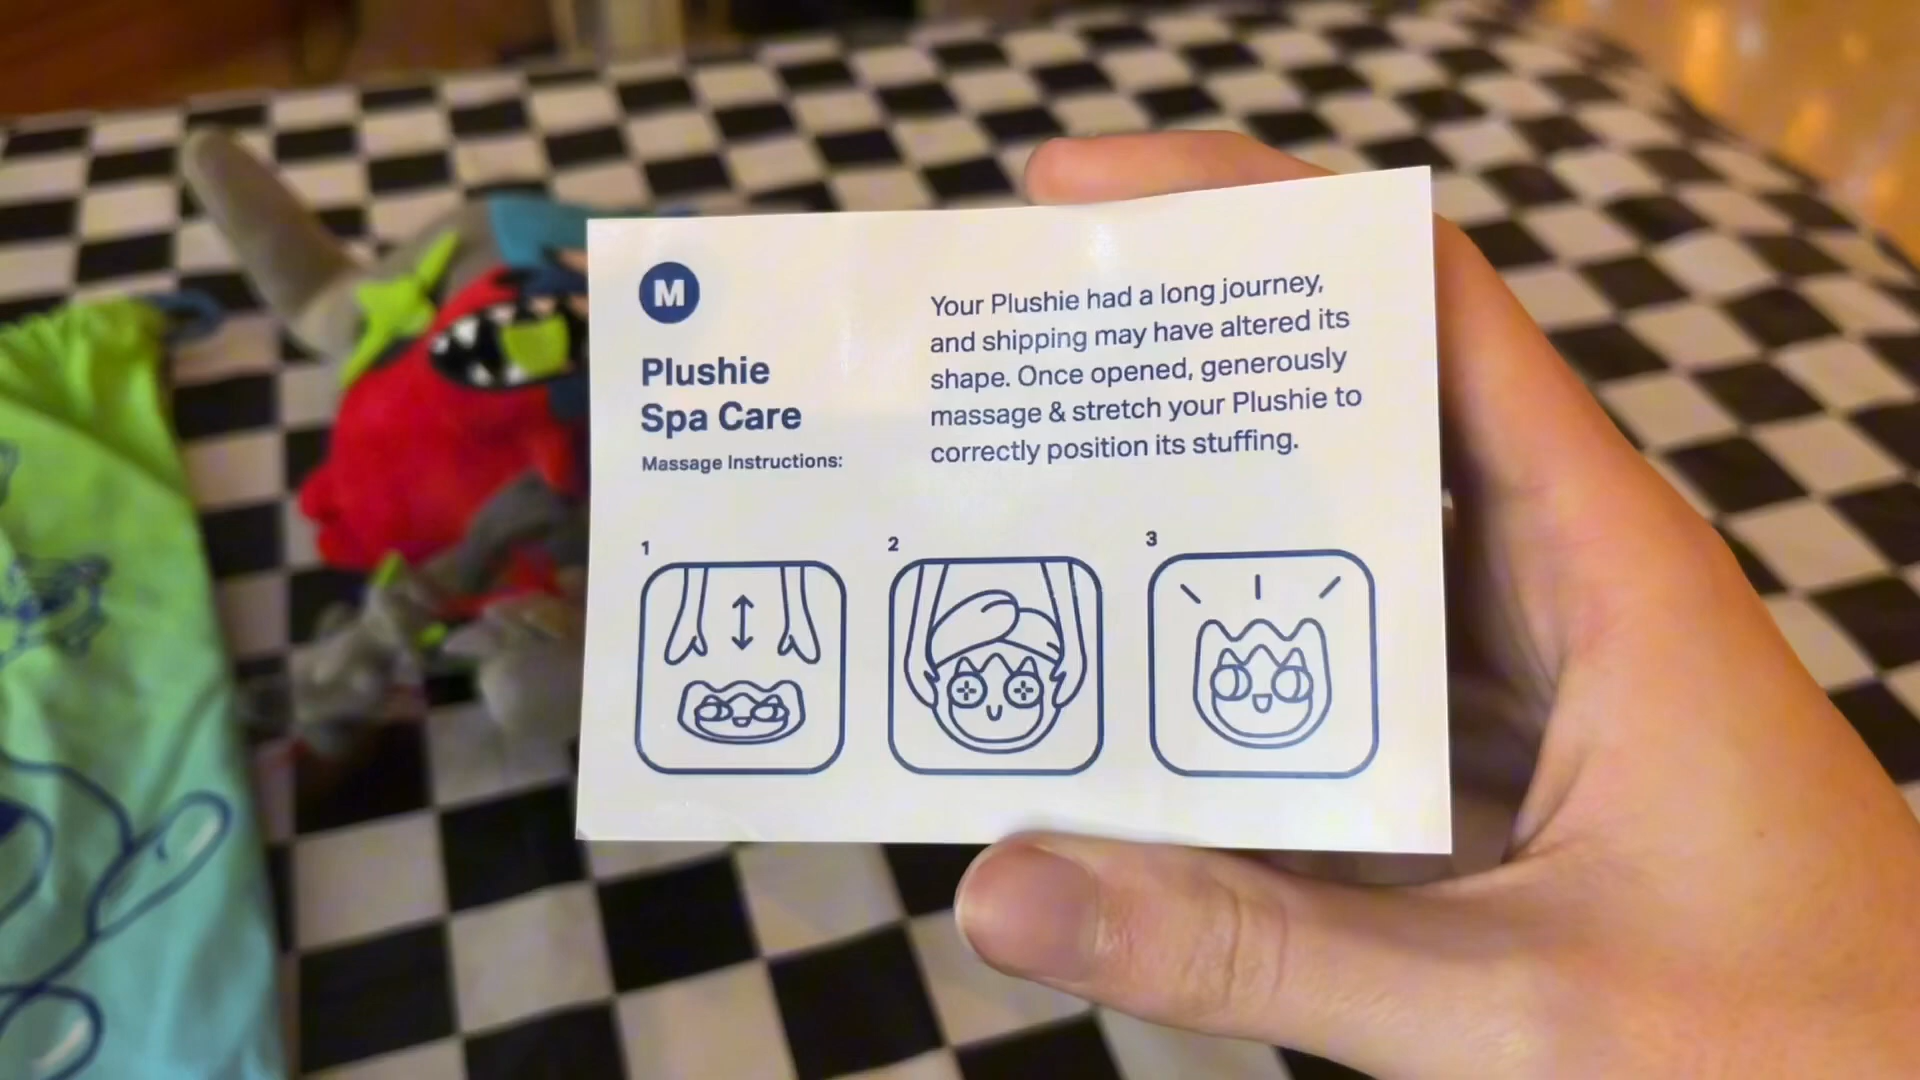 M
Plushie
Spa Care
Massage Instructions:
Your Plushie had a long journey,
and shipping may have altered its
shape. Once opened, generously
massage & stretch your Plushie to
correctly position its stuffing.
1
2
3